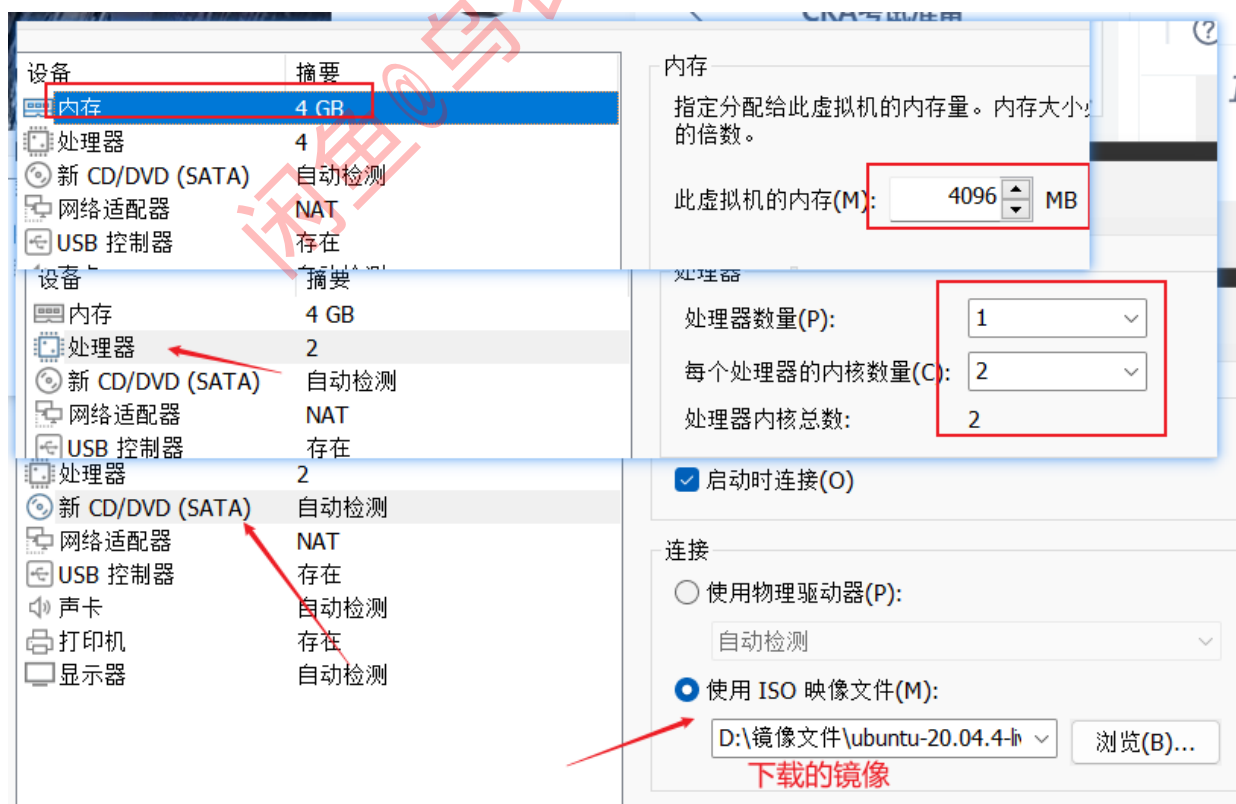 CKA考试准备
设备 摘要
内存 4 GB
处理器 4
新 CD/DVD (SATA) 自动检测
网络适配器 NAT
USB 控制器 存在
内存
指定分配给此虚拟机的内存量。内存大小
的倍数。
此虚拟机的内存(M): 4096 MB
闲鱼@乌
设备 摘要
内存 4 GB
处理器 2
新 CD/DVD (SATA) 自动检测
网络适配器 NAT
USB 控制器 存在
处理器
处理器数量(P): 1
每个处理器的内核数量(C): 2
处理器内核总数: 2
处理器 2
新 CD/DVD (SATA) 自动检测
网络适配器 NAT
USB 控制器 存在
声卡 自动检测
打印机 存在
显示器 自动检测
启动时连接(O)
连接
使用物理驱动器(P):
自动检测
使用 ISO 映像文件(M):
D:\镜像文件\ubuntu-20.04.4-li
浏览(B)...
下载的镜像